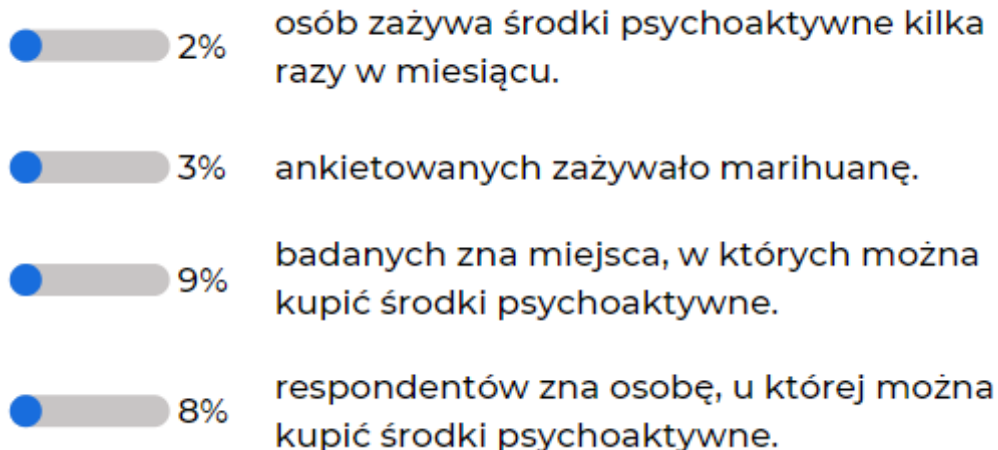 2% osób zażywa środki psychoaktywne kilka
razy w miesiącu.
3% ankietowanych zażywało marihuanę.
9% badanych zna miejsca, w których można
kupić środki psychoaktywne.
8% respondentów zna osobę, u której można
kupić środki psychoaktywne.